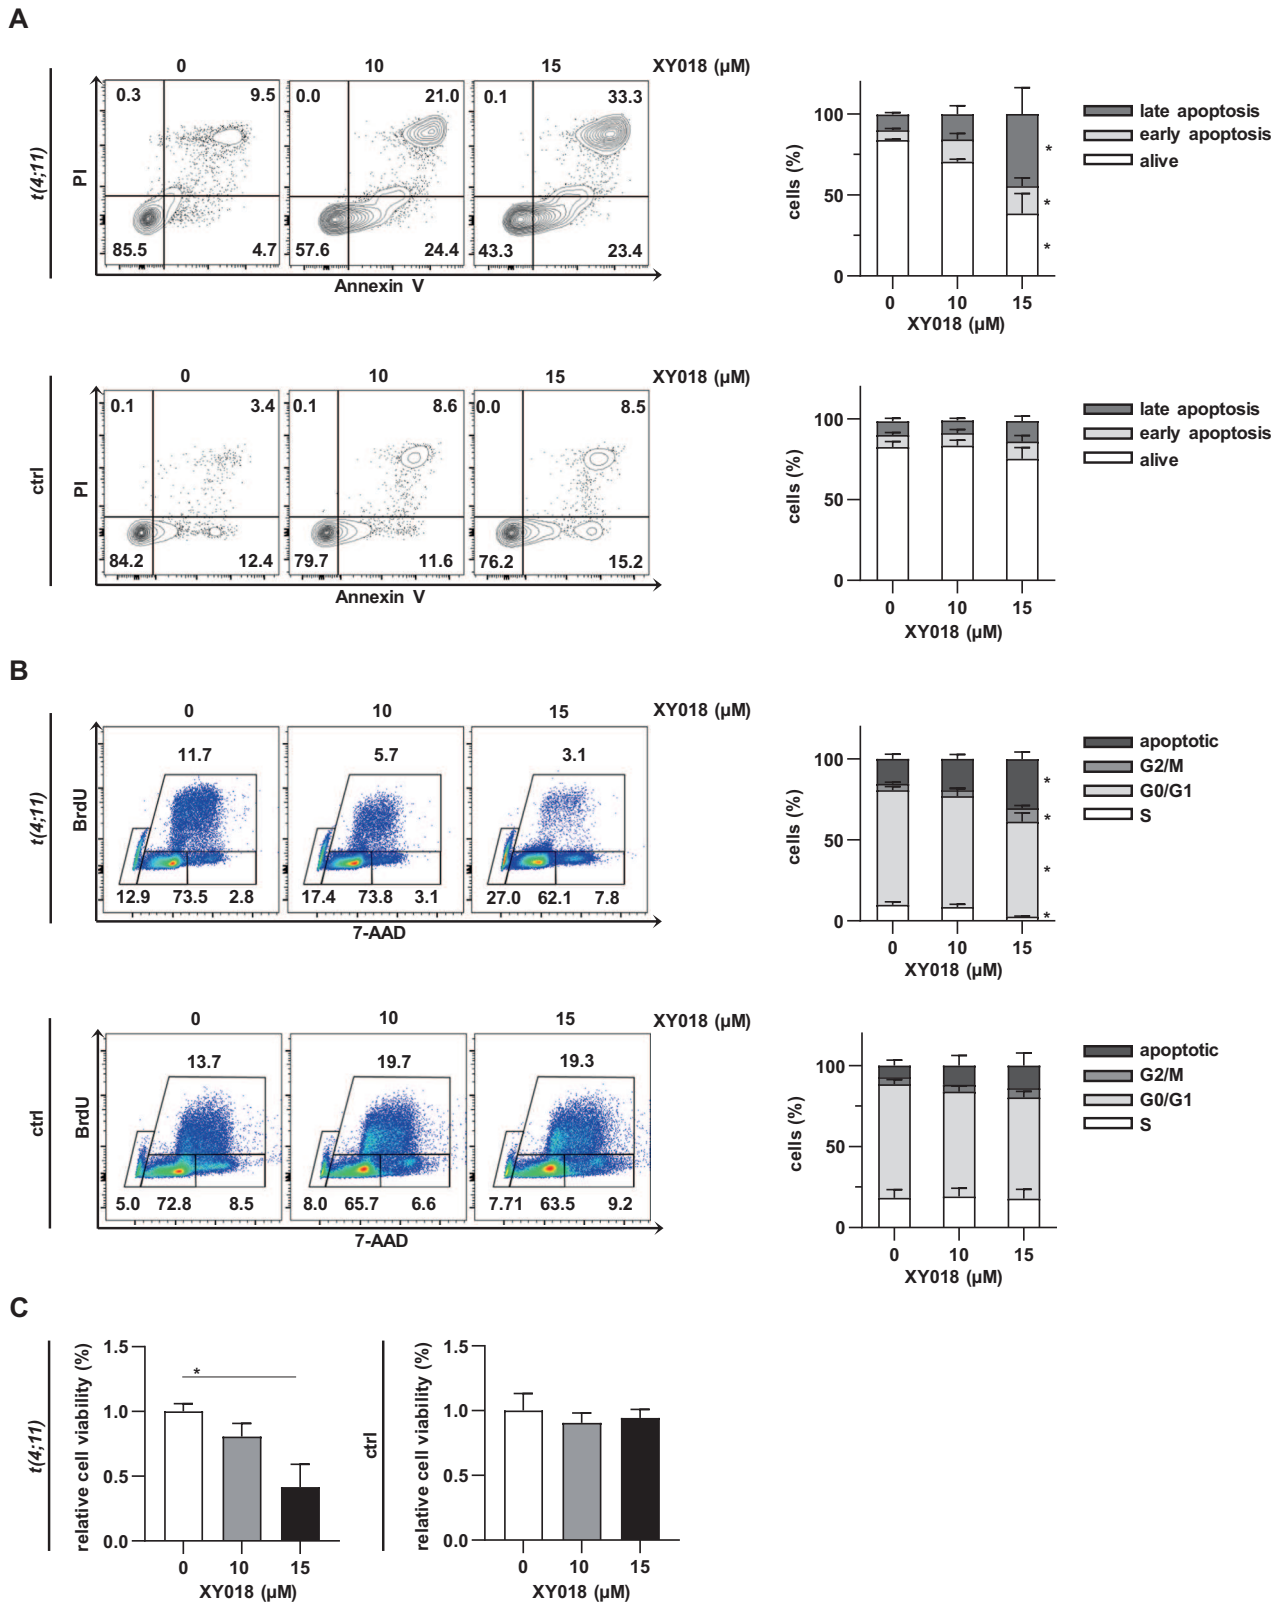 A
0 10 15 XY018 (µM)
t(4;11)
PI
0.3 9.5 0.0 21.0 0.1 33.3
85.5 4.7 57.6 24.4 43.3 23.4
Annexin V
cells (%)
100
50
0
0 10 15
XY018 (µM)
late apoptosis
early apoptosis
alive
*
*
*
0 10 15 XY018 (µM)
ctrl
PI
0.1 3.4 0.1 8.6 0.0 8.5
84.2 12.4 79.7 11.6 76.2 15.2
Annexin V
cells (%)
100
50
0
0 10 15
XY018 (µM)
late apoptosis
early apoptosis
alive
B
0 10 15 XY018 (µM)
t(4;11)
BrdU
11.7 5.7 3.1
12.9 73.5 2.8 17.4 73.8 3.1 27.0 62.1 7.8
7-AAD
cells (%)
100
50
0
0 10 15
XY018 (µM)
apoptotic
G2/M
G0/G1
S
*
*
*
*
0 10 15 XY018 (µM)
ctrl
BrdU
13.7 19.7 19.3
5.0 72.8 8.5 8.0 65.7 6.6 7.71 63.5 9.2
7-AAD
cells (%)
100
50
0
0 10 15
XY018 (µM)
apoptotic
G2/M
G0/G1
S
C
t(4;11)
relative cell viability (%)
1.5
1.0
0.5
0.0
*
0 10 15
XY018 (µM)
ctrl
relative cell viability (%)
1.5
1.0
0.5
0.0
0 10 15
XY018 (µM)